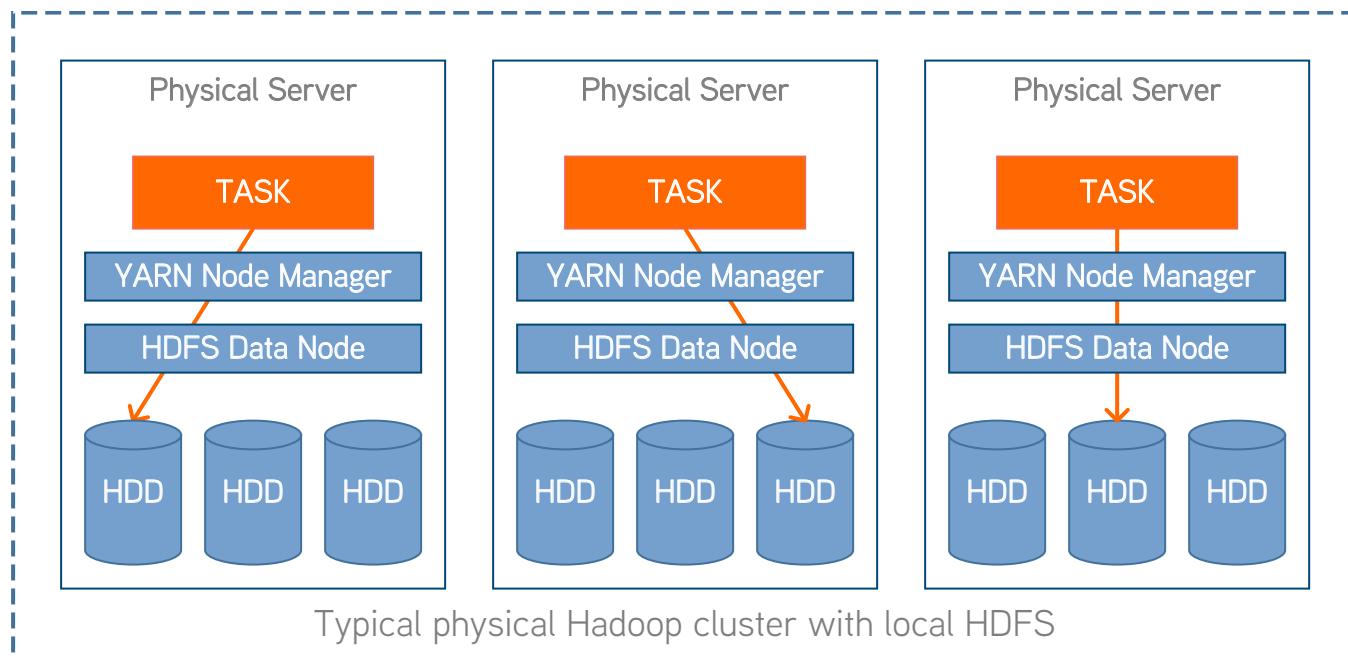 Physical Server
TASK
YARN Node Manager
HDFS Data Node
HDD HDD HDD
Physical Server
TASK
YARN Node Manager
HDFS Data Node
HDD HDD HDD
Physical Server
TASK
YARN Node Manager
HDFS Data Node
HDD HDD HDD
Typical physical Hadoop cluster with local HDFS